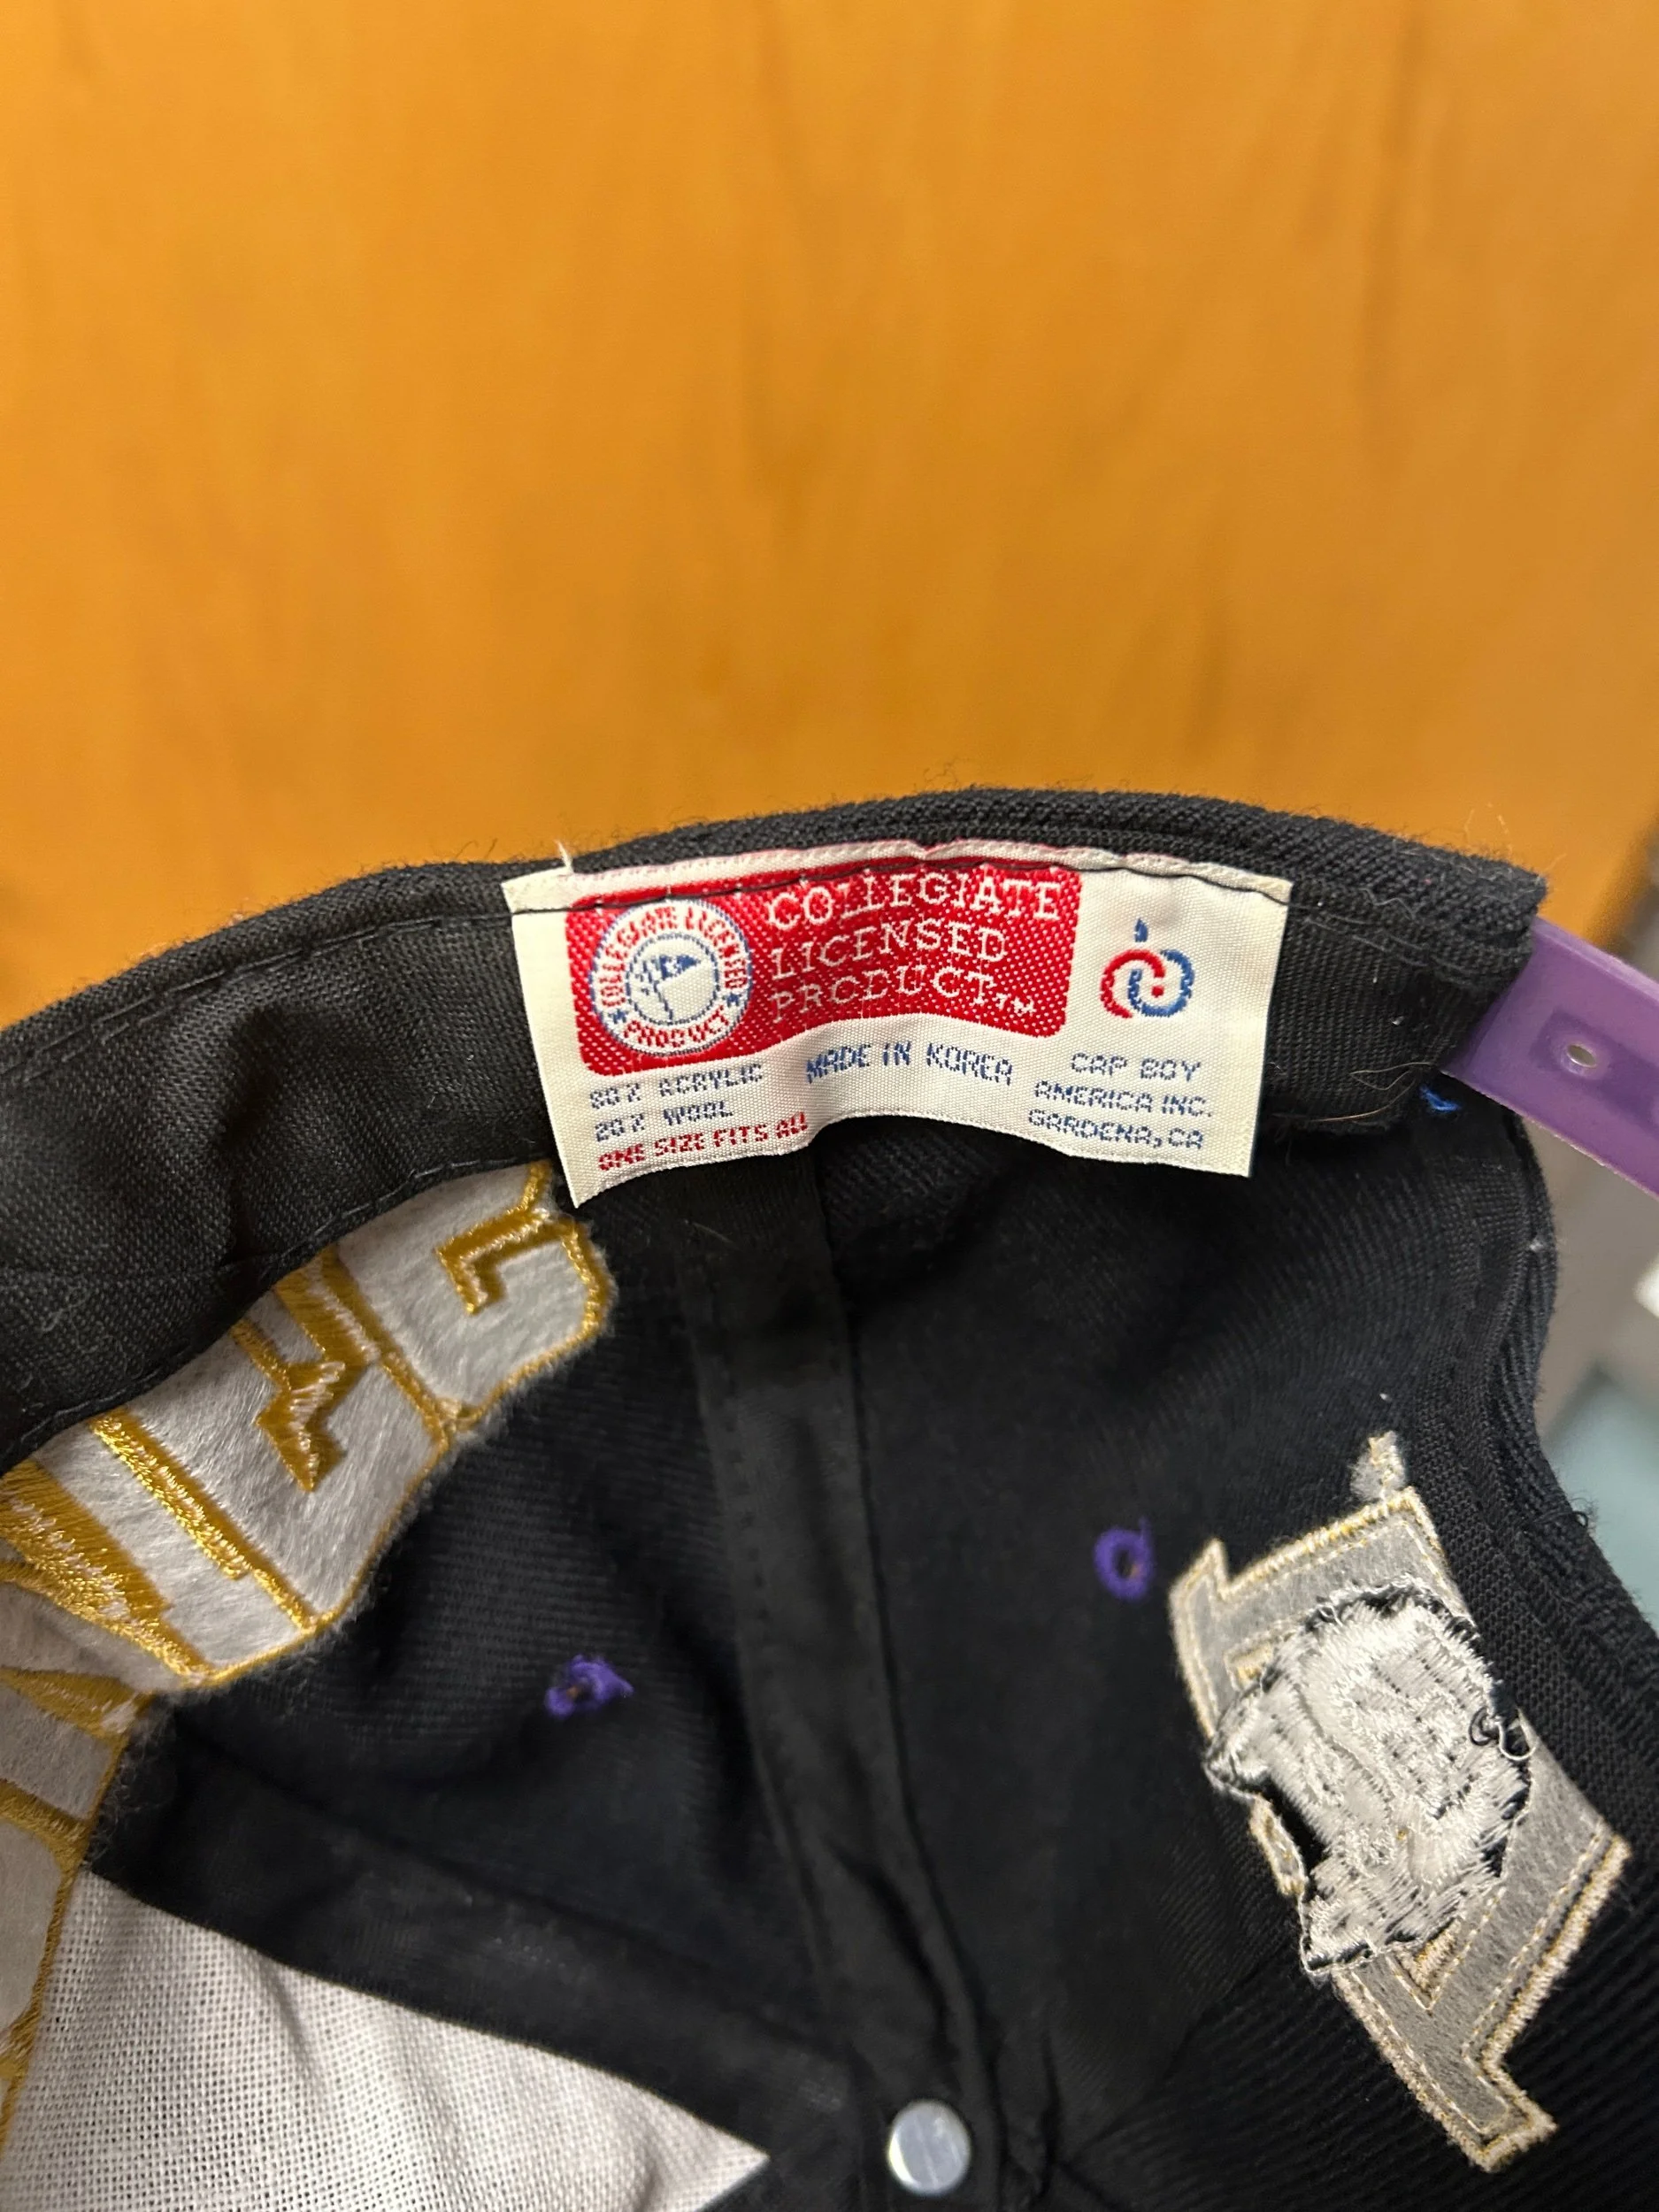 COLLEGIATE LICENSED PRODUCT
COLLEGIATE
LICENSED
PRODUCT™
80% ACRYLIC
20% WOOL
ONE SIZE FITS ALL
MADE IN KOREA
CAP BOY
AMERICA INC.
GARDENA, CA